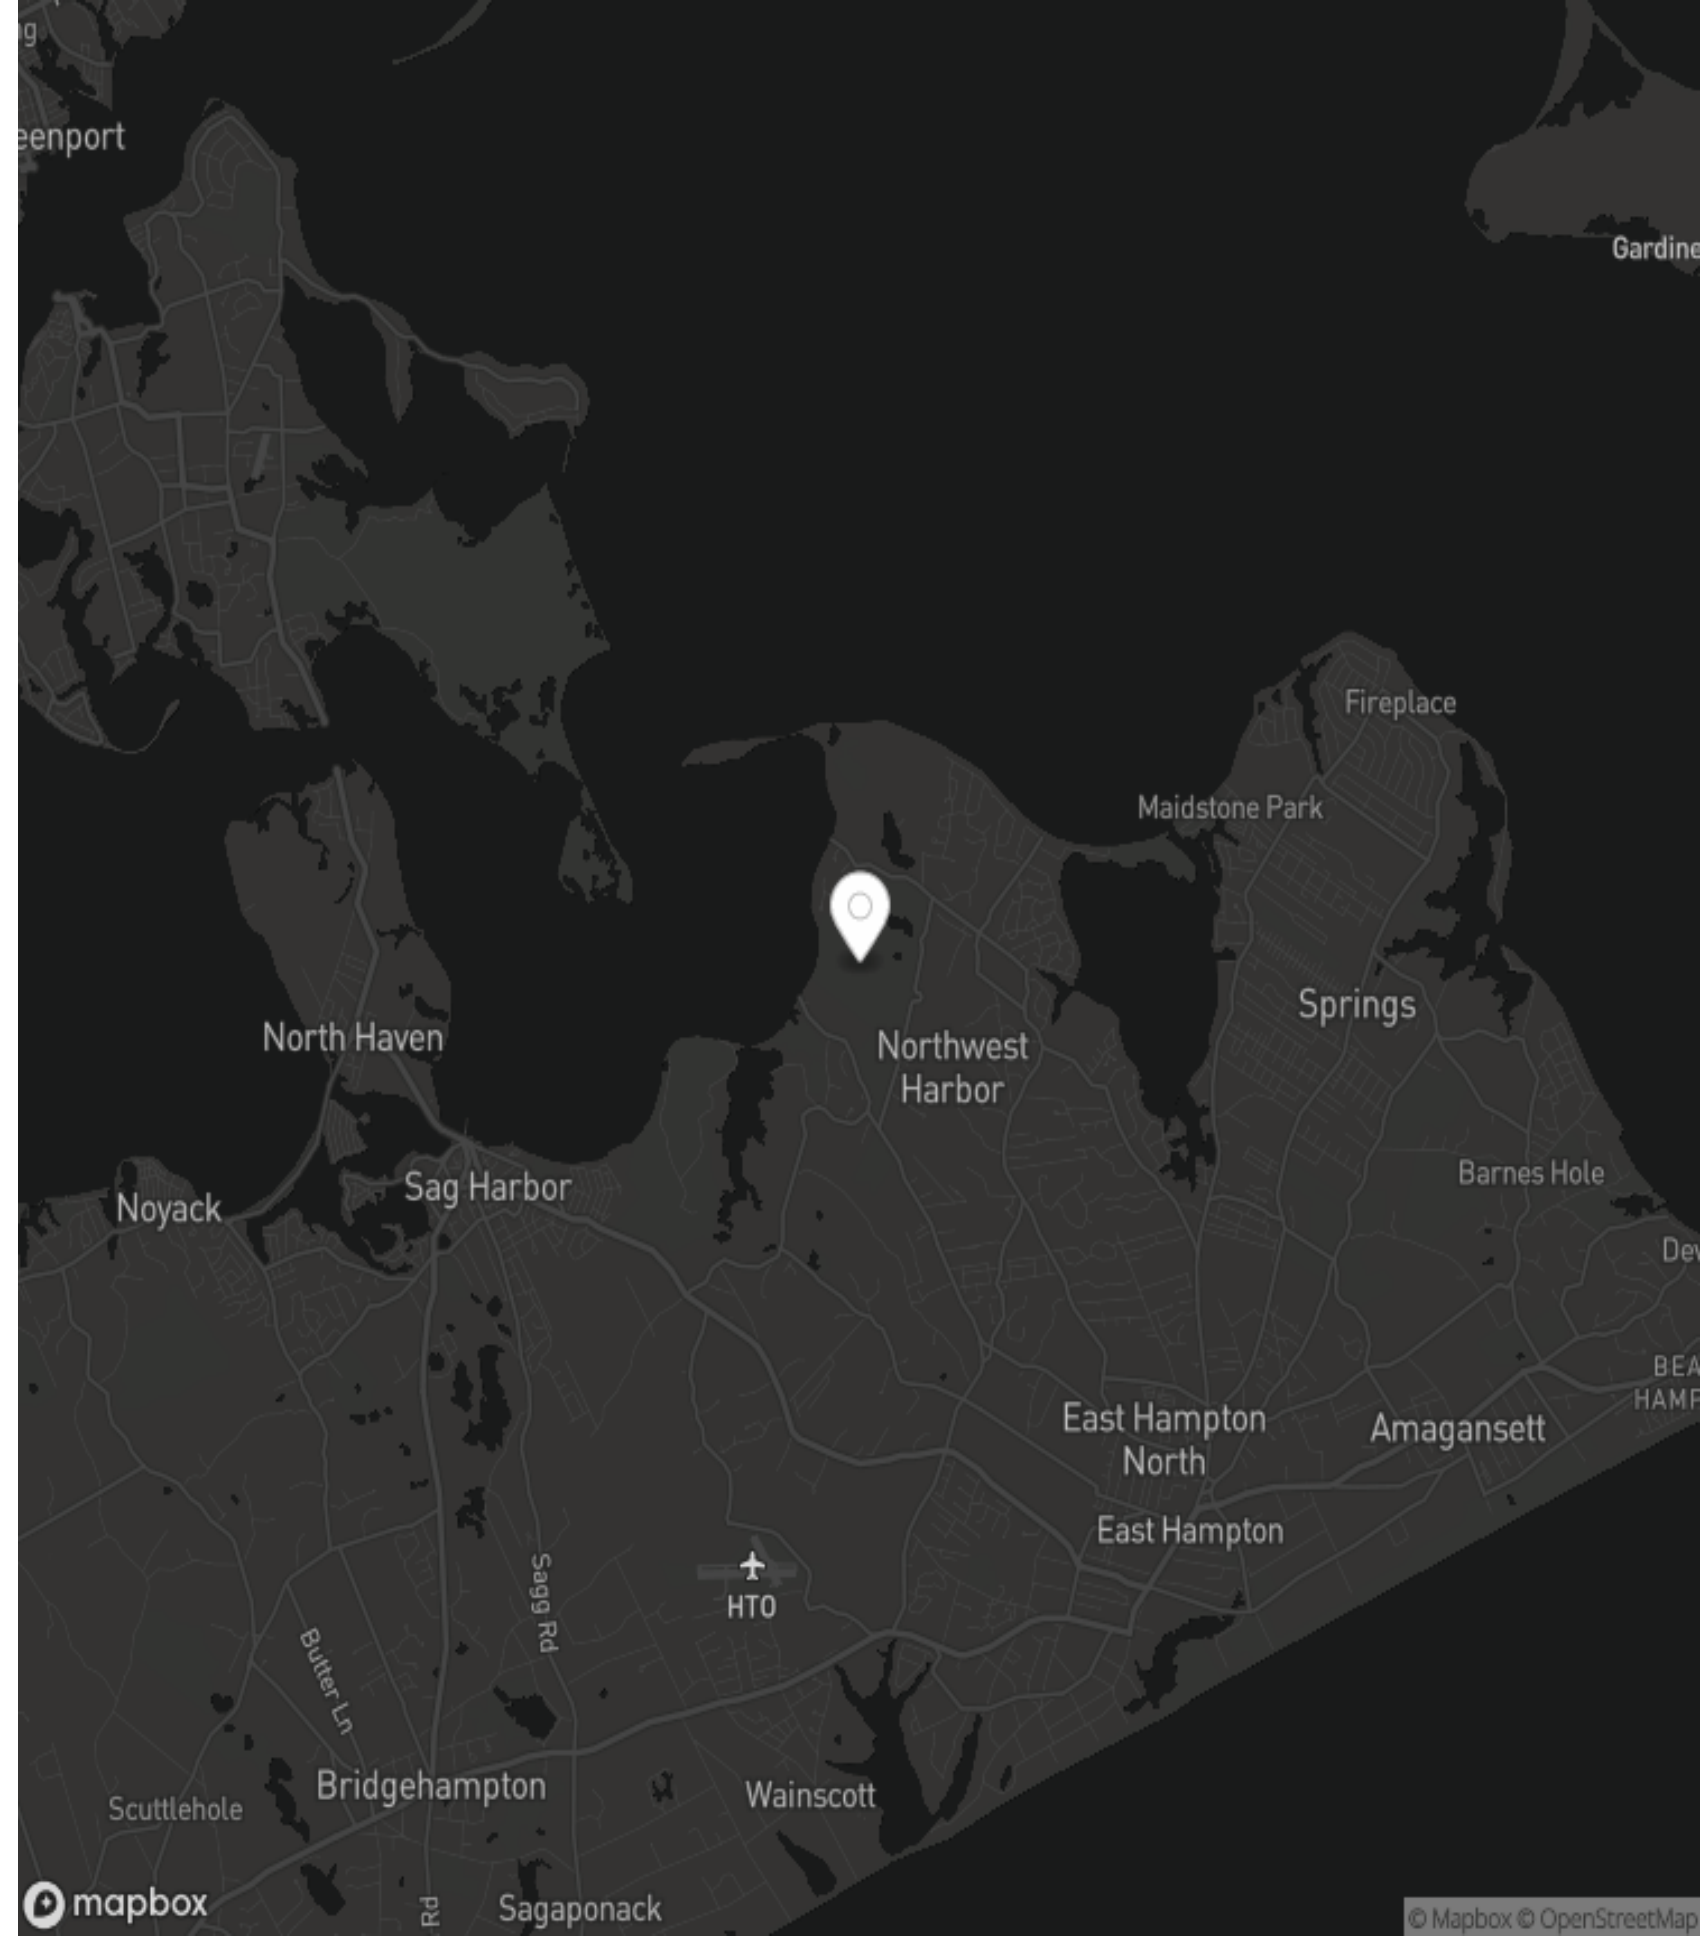 ng
eenport
Gardine
Fireplace
Maidstone Park
Springs
North Haven
Northwest
Harbor
Barnes Hole
Sag Harbor
Noyack
Dev
BEA
HAMP
East Hampton
North
Amagansett
East Hampton
HTO
Sagg Rd
Butter Ln
Bridgehampton
Wainscott
Scuttlehole
Rd
Sagaponack
mapbox
© Mapbox © OpenStreetMap